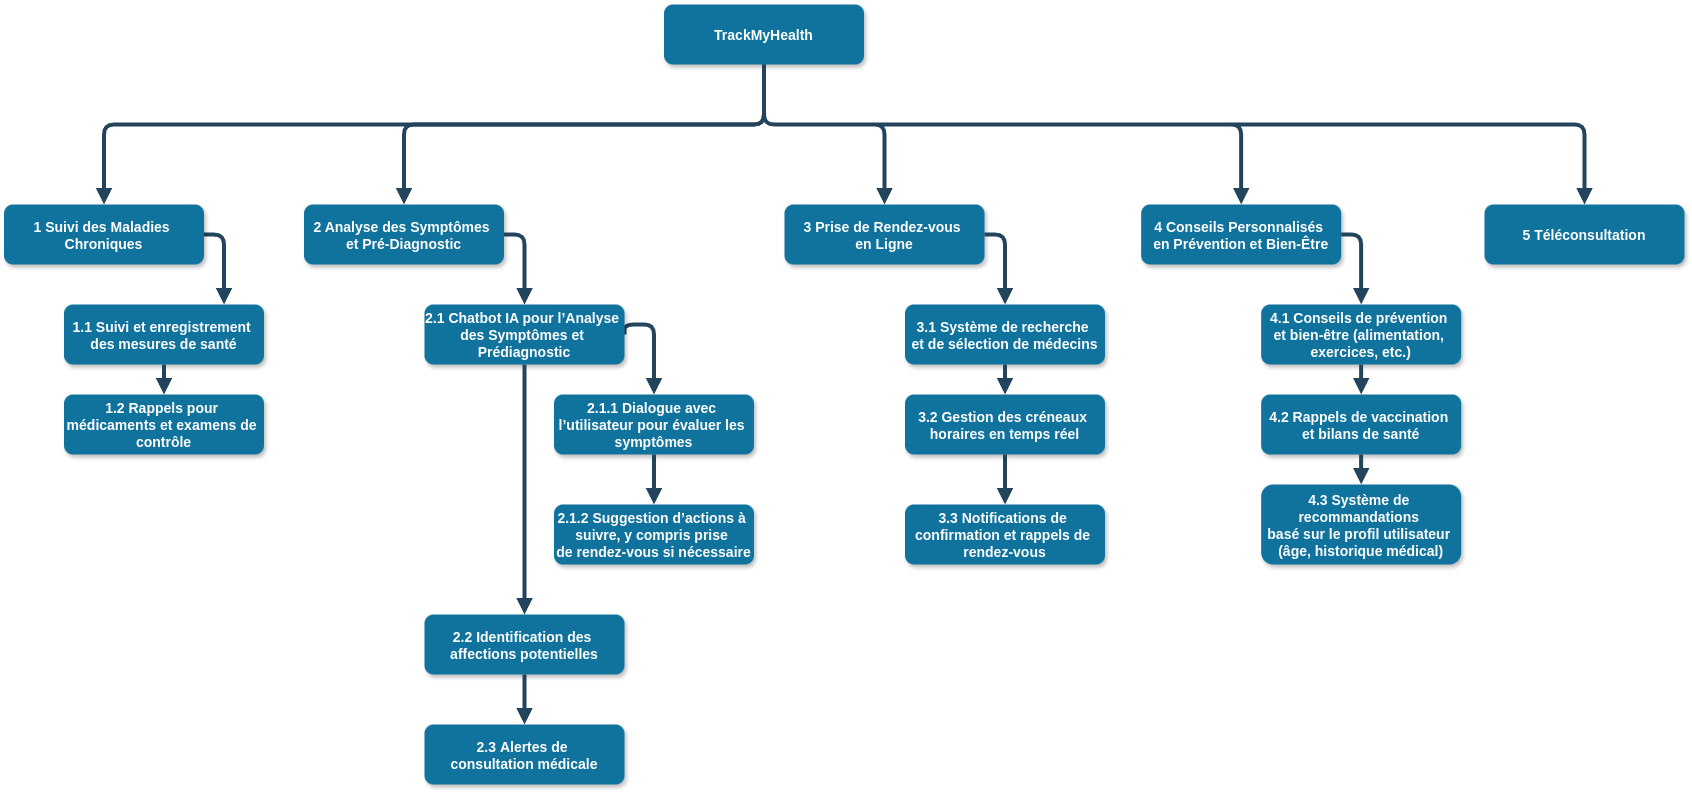 TrackMyHealth
1 Suivi des Maladies
Chroniques
2 Analyse des Symptômes
et Pré-Diagnostic
3 Prise de Rendez-vous
en Ligne
4 Conseils Personnalisés
en Prévention et Bien-Être
5 Téléconsultation
1.1 Suivi et enregistrement
des mesures de santé
1.2 Rappels pour
médicaments et examens de
contrôle
2.1 Chatbot IA pour l’Analyse
des Symptômes et
Prédiagnostic
2.1.1 Dialogue avec
l’utilisateur pour évaluer les
symptômes
2.1.2 Suggestion d’actions à
suivre, y compris prise
de rendez-vous si nécessaire
2.2 Identification des
affections potentielles
2.3 Alertes de
consultation médicale
3.1 Système de recherche
et de sélection de médecins
3.2 Gestion des créneaux
horaires en temps réel
3.3 Notifications de
confirmation et rappels de
rendez-vous
4.1 Conseils de prévention
et bien-être (alimentation,
exercices, etc.)
4.2 Rappels de vaccination
et bilans de santé
4.3 Système de
recommandations
basé sur le profil utilisateur
(âge, historique médical)